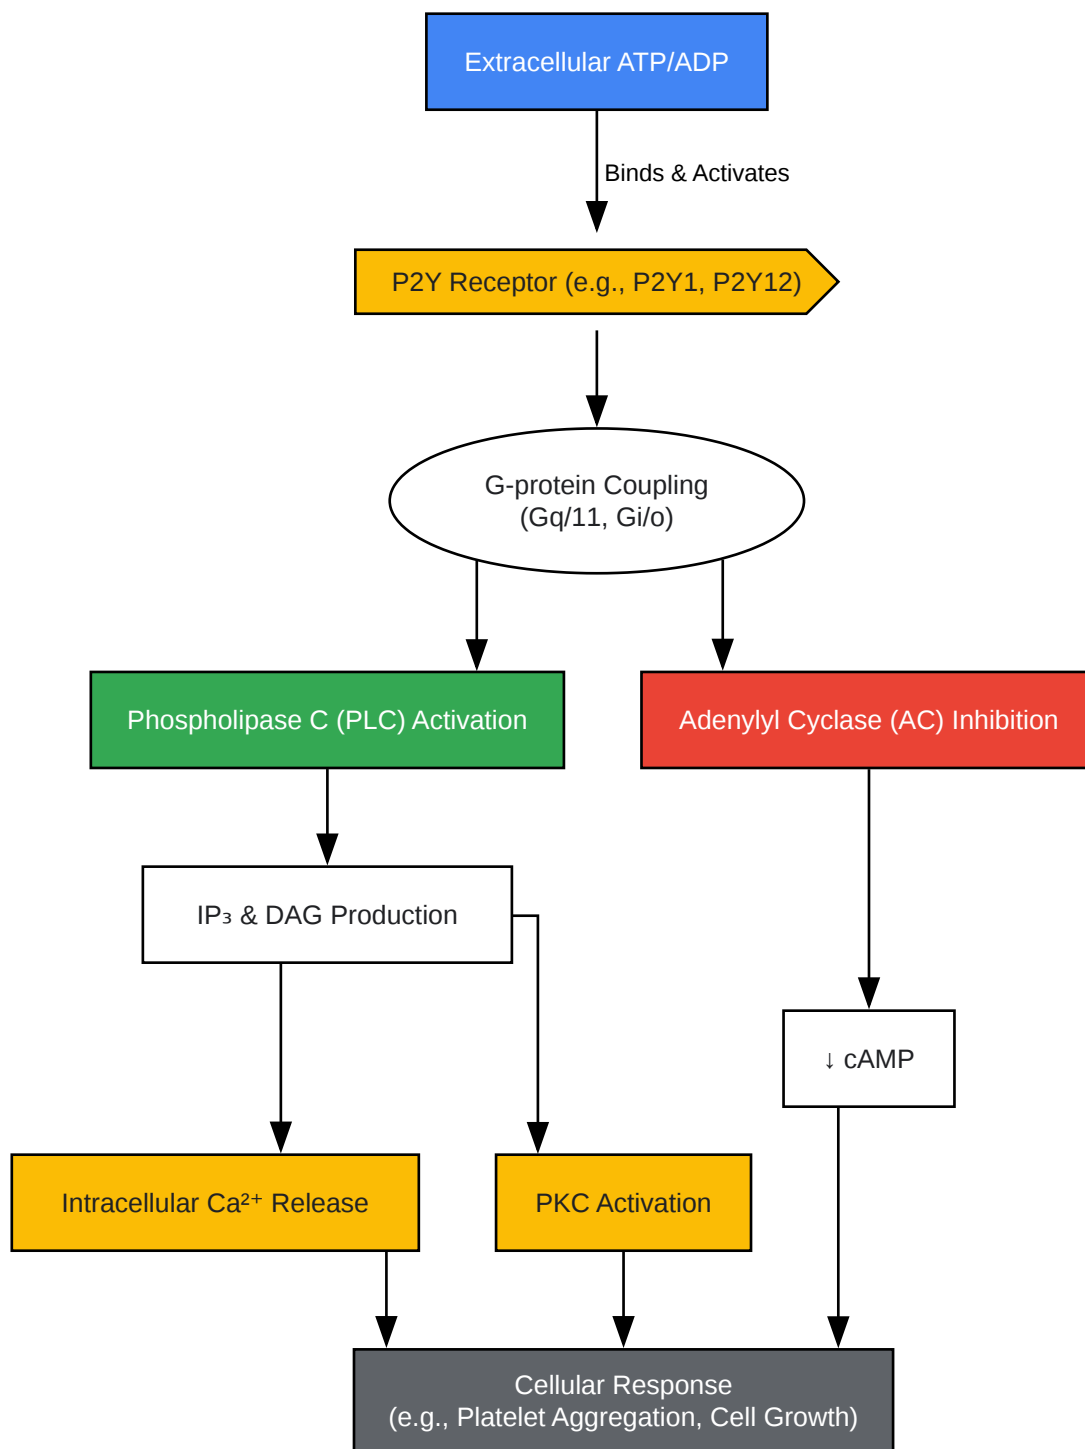 Extracellular ATP/ADP
Binds & Activates
P2Y Receptor (e.g., P2Y1, P2Y12)
G-protein Coupling
(Gq/11, Gi/o)
Phospholipase C (PLC) Activation
Adenylyl Cyclase (AC) Inhibition
IP₃ & DAG Production
↓ cAMP
Intracellular Ca²⁺ Release
PKC Activation
Cellular Response
(e.g., Platelet Aggregation, Cell Growth)